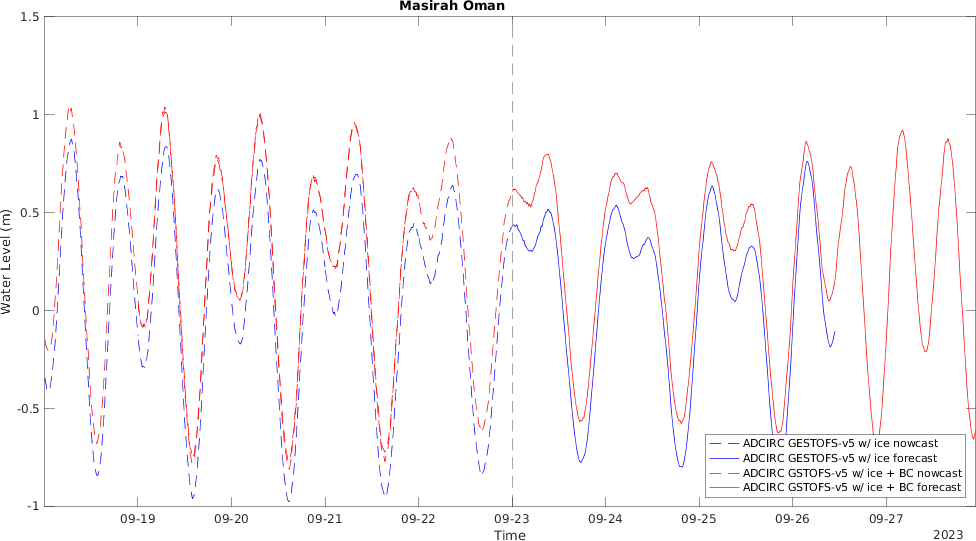 Masirah Oman
1.5
1
0.5
0
-0.5
-1
Water Level (m)
ADCIRC GESTOFS-v5 w/ ice nowcast
ADCIRC GESTOFS-v5 w/ ice forecast
ADCIRC GSTOFS-v5 w/ ice + BC nowcast
ADCIRC GESTOFS-v5 w/ ice + BC forecast
09-19 09-20 09-21 09-22 09-23 09-24 09-25 09-26 09-27
Time
2023